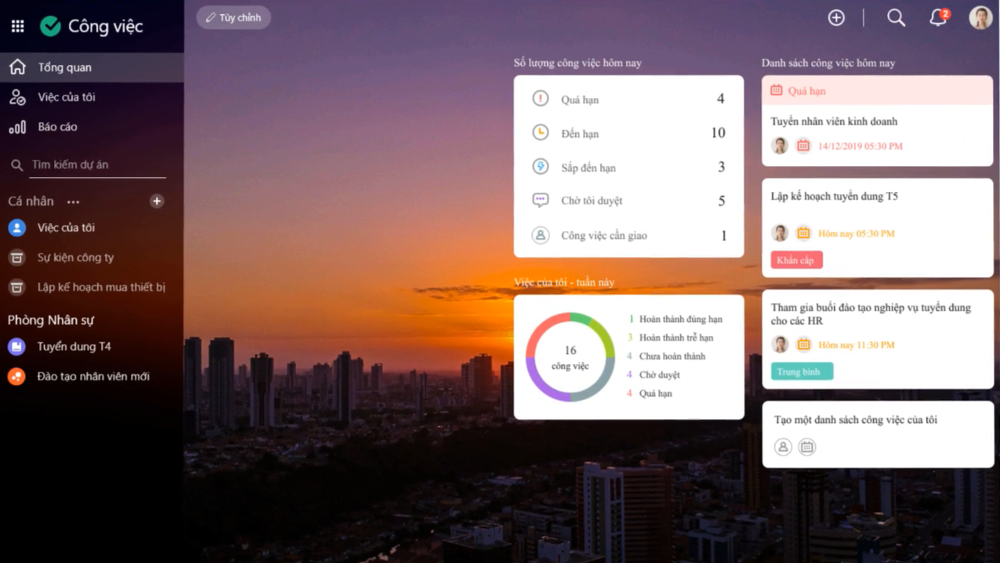 Công việc
Tổng quan
Việc của tôi
Báo cáo
Tìm kiếm dự án
Cá nhân ...
Việc của tôi
Sự kiện công ty
Lập kế hoạch mua thiết bị
Phòng Nhân sự
Tuyển dung T4
Đào tạo nhân viên mới
Tùy chỉnh
2
Số lượng công việc hôm nay
Quá hạn 4
Đến hạn 10
Sắp đến hạn 3
Chờ tôi duyệt 5
Công việc cần giao 1
Việc của tôi - tuần này
16
công việc
1 Hoàn thành đúng hạn
3 Hoàn thành trễ hạn
4 Chưa hoàn thành
4 Chờ duyệt
4 Quá hạn
Danh sách công việc hôm nay
Quá hạn
Tuyển nhân viên kinh doanh
14/12/2019 05:30 PM
Lập kế hoạch tuyển dung T5
Hôm nay 05:30 PM
Khẩn cấp
Tham gia buổi đào tạo nghiệp vụ tuyển dung
cho các HR
Hôm nay 11:30 PM
Trung bình
Tạo một danh sách công việc của tôi